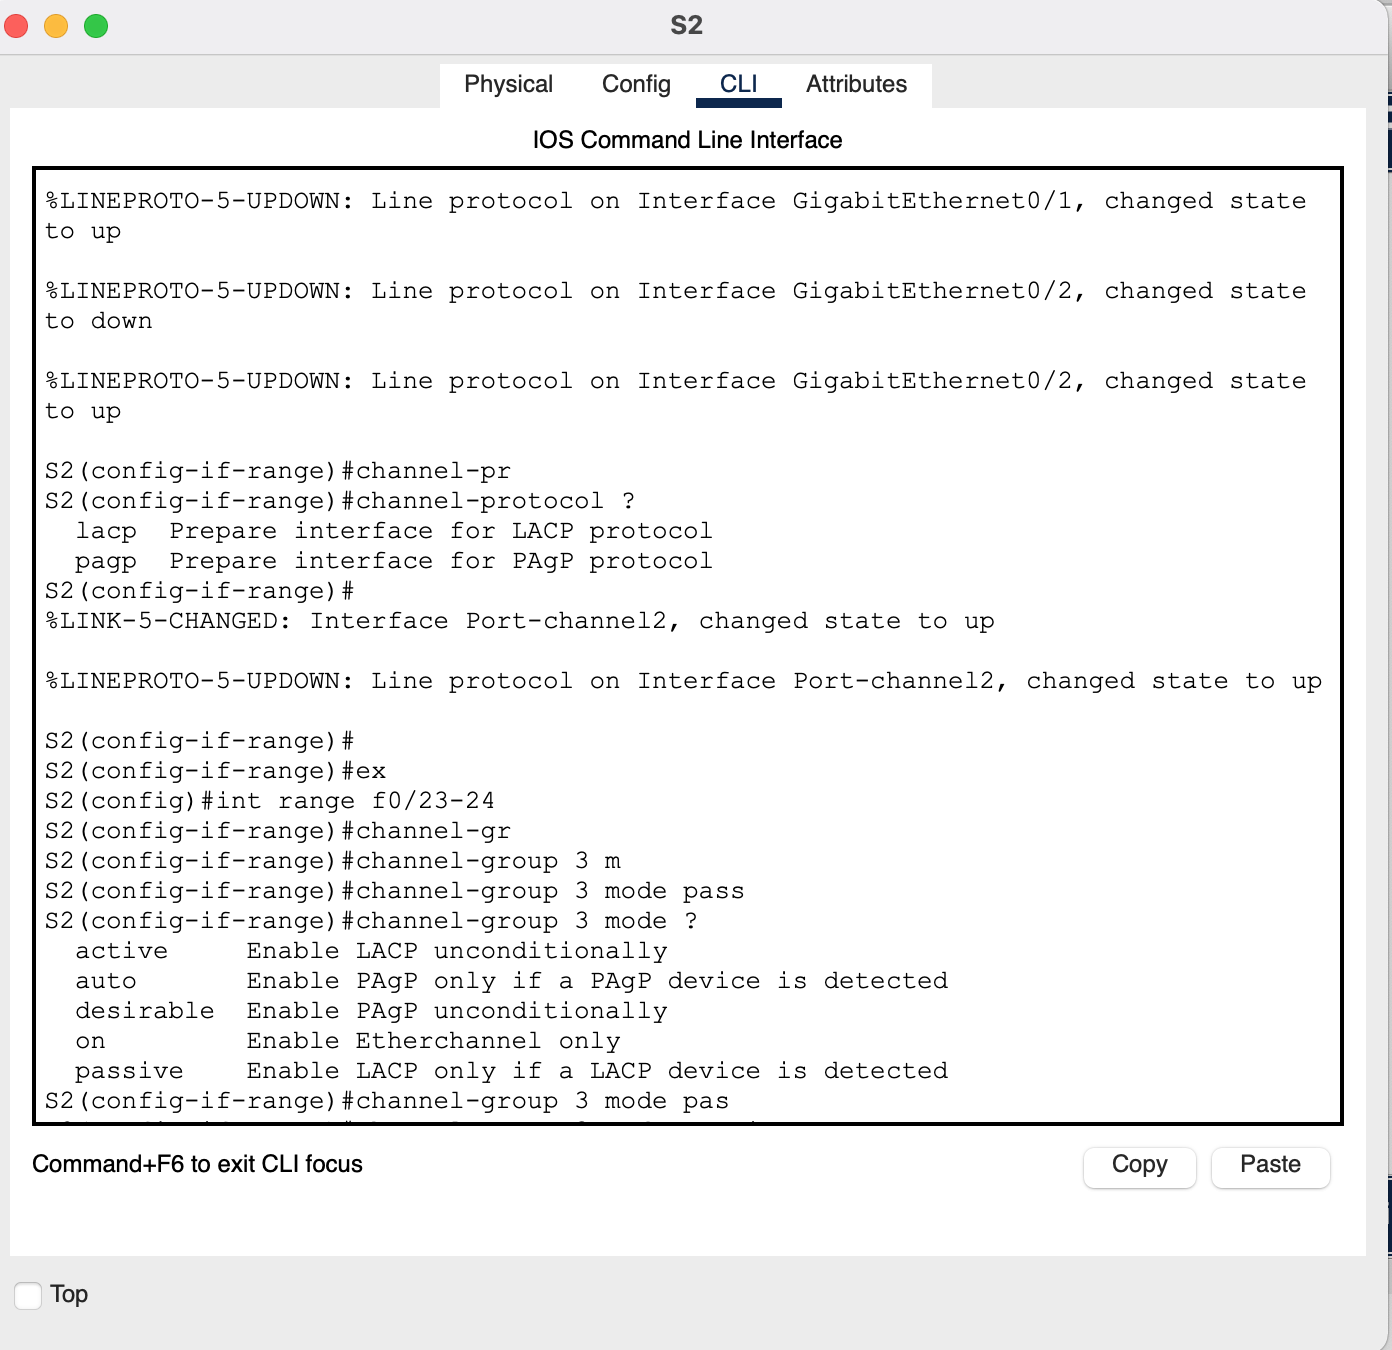 S2
Physical Config CLI Attributes
IOS Command Line Interface
%LINEPROTO-5-UPDOWN: Line protocol on Interface GigabitEthernet0/1, changed state
to up
%LINEPROTO-5-UPDOWN: Line protocol on Interface GigabitEthernet0/2, changed state
to down
%LINEPROTO-5-UPDOWN: Line protocol on Interface GigabitEthernet0/2, changed state
to up
S2(config-if-range)#channel-pr
S2(config-if-range)#channel-protocol ?
  lacp  Prepare interface for LACP protocol
  pagp  Prepare interface for PAgP protocol
S2(config-if-range)#
%LINK-5-CHANGED: Interface Port-channel2, changed state to up
%LINEPROTO-5-UPDOWN: Line protocol on Interface Port-channel2, changed state to up
S2(config-if-range)#
S2(config-if-range)#ex
S2(config)#int range f0/23-24
S2(config-if-range)#channel-gr
S2(config-if-range)#channel-group 3 m
S2(config-if-range)#channel-group 3 mode pass
S2(config-if-range)#channel-group 3 mode ?
  active     Enable LACP unconditionally
  auto       Enable PAgP only if a PAgP device is detected
  desirable  Enable PAgP unconditionally
  on         Enable Etherchannel only
  passive    Enable LACP only if a LACP device is detected
S2(config-if-range)#channel-group 3 mode pas
Command+F6 to exit CLI focus
Copy Paste
Top